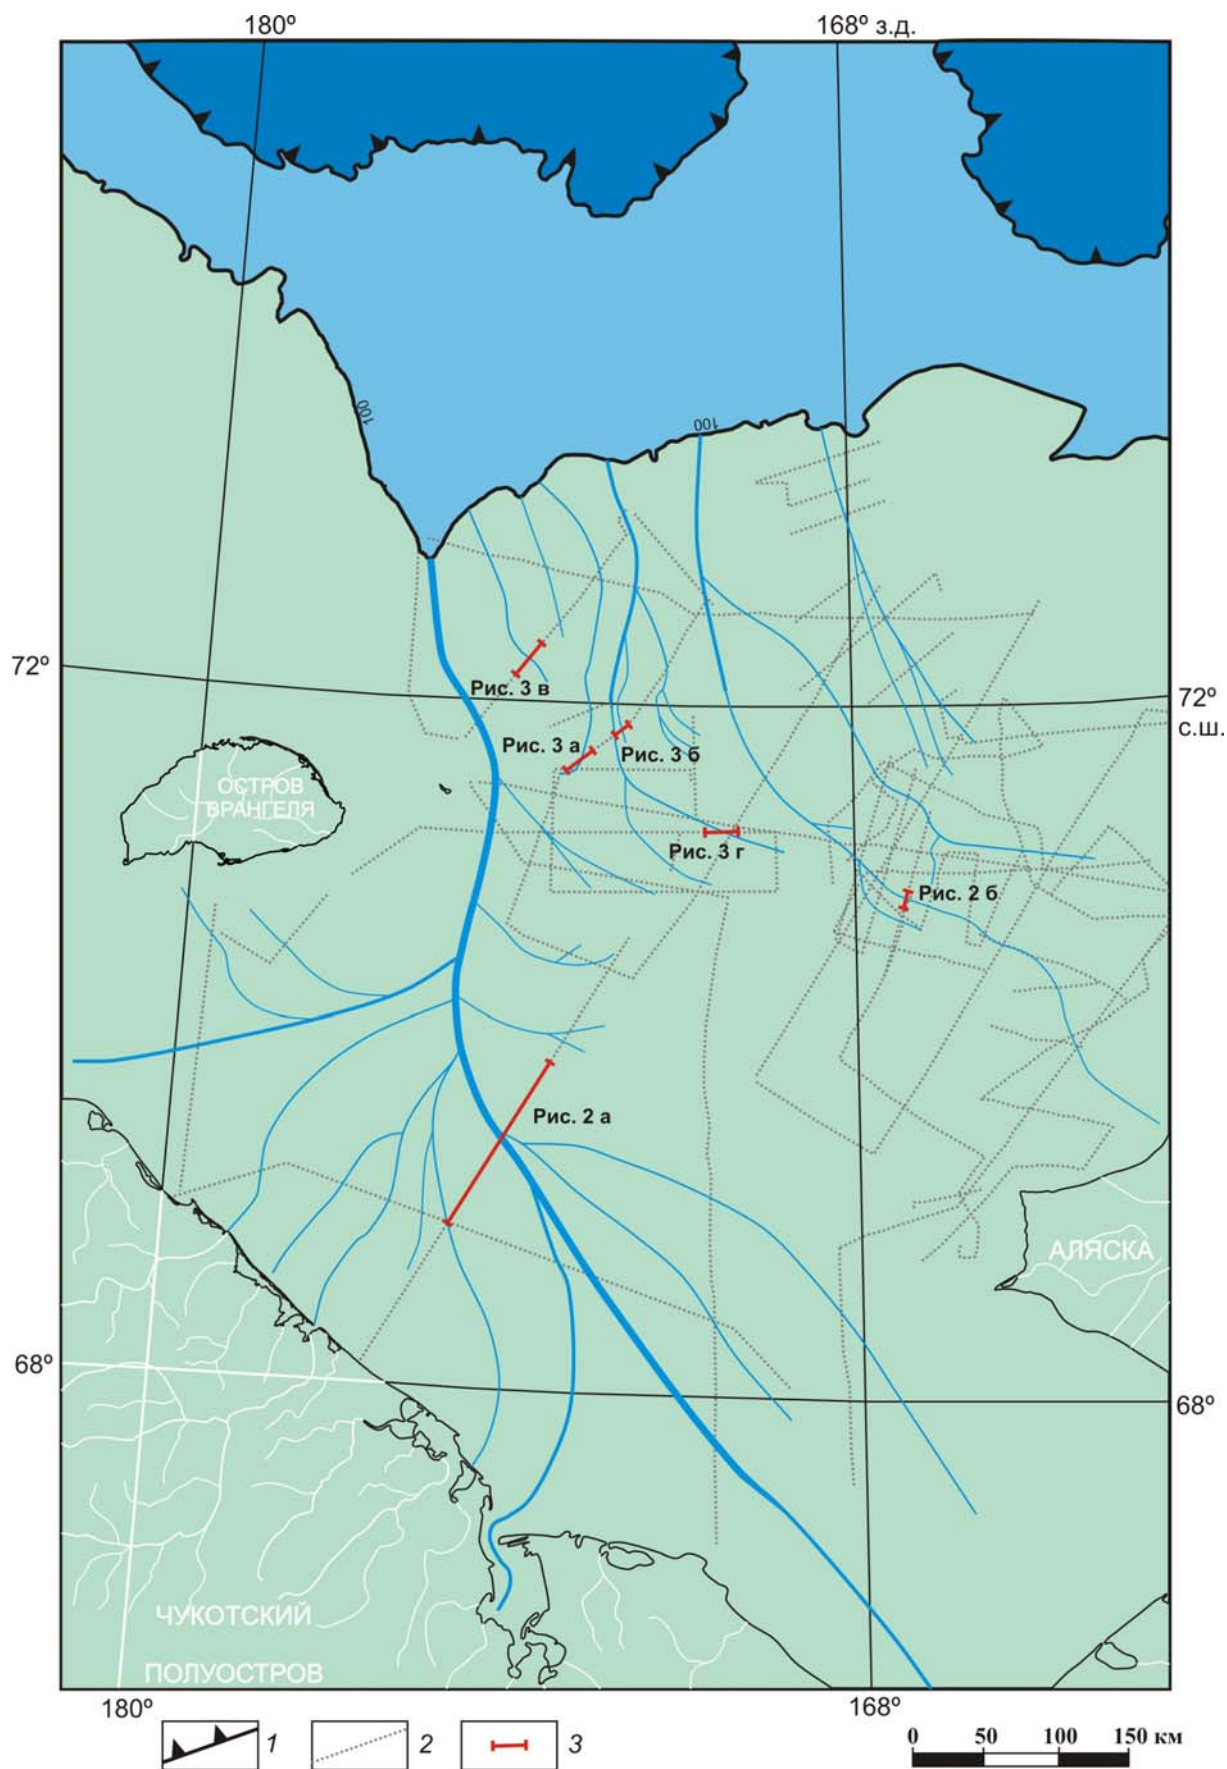 180º
168º з.д.
100
100
72º
72º
с.ш.
Рис. 3 в
Рис. 3 а
Рис. 3 б
ОСТРОВ
ВРАНГЕЛЯ
Рис. 3 г
Рис. 2 б
Рис. 2 а
АЛЯСКА
68º
68º
ЧУКОТСКИЙ
ПОЛУОСТРОВ
180º
168º
1
2
3
0 50 100 150 км